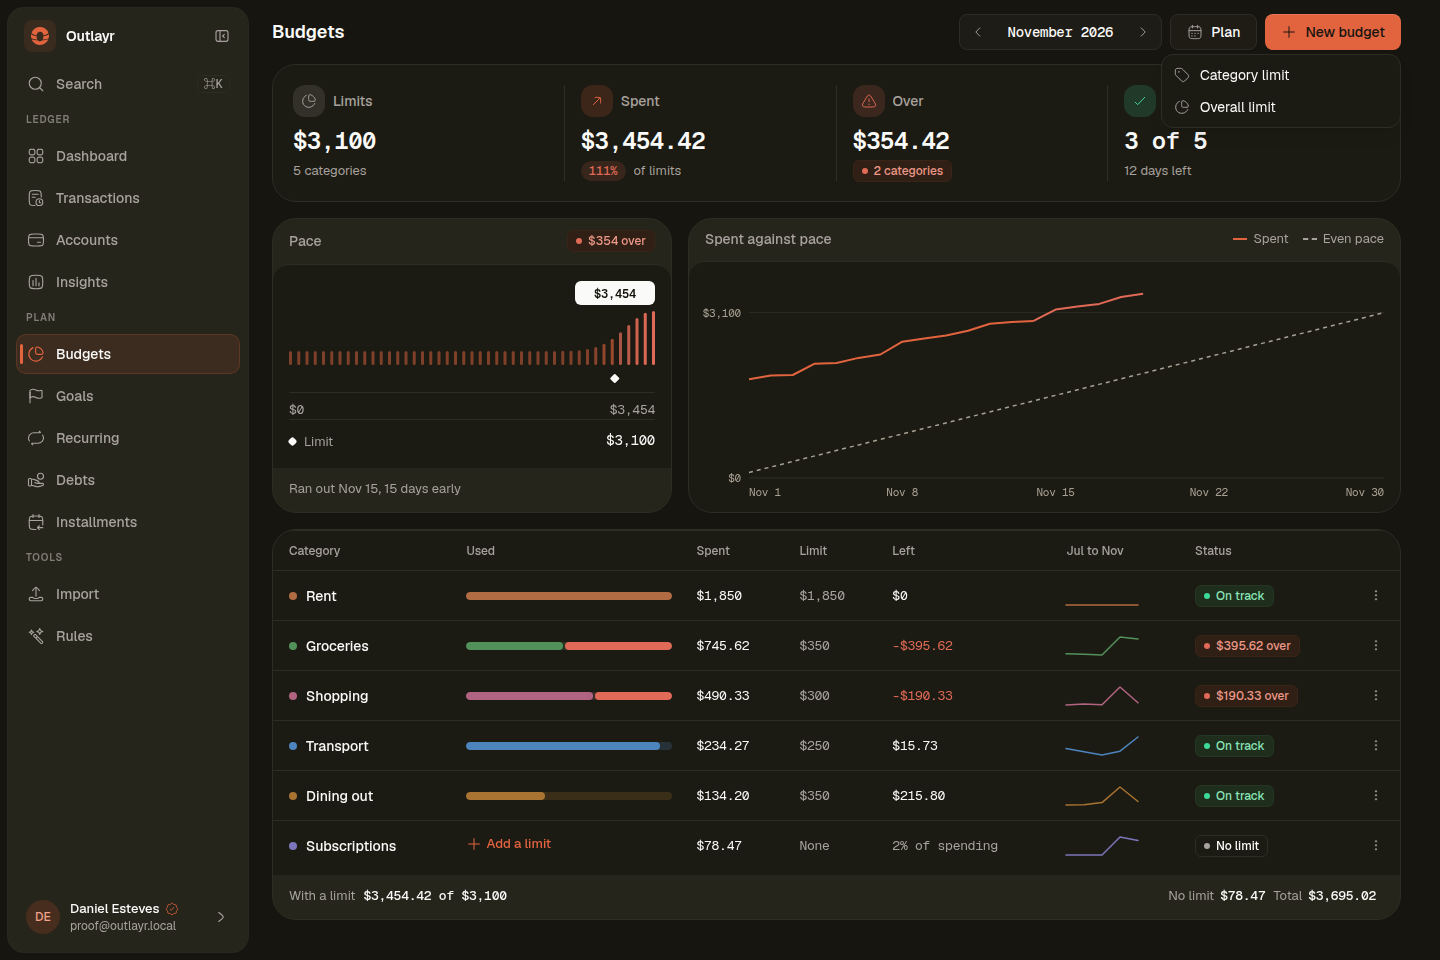 Outlayr
Search ⌘K
LEDGER
Dashboard
Transactions
Accounts
Insights
PLAN
Budgets
Goals
Recurring
Debts
Installments
TOOLS
Import
Rules
DE
Daniel Esteves
proof@outlayr.local
Budgets
November 2026
Plan
New budget
Category limit
Overall limit
Limits
$3,100
5 categories
Spent
$3,454.42
111% of limits
Over
$354.42
2 categories
3 of 5
12 days left
Pace
$354 over
$3,454
$0 $3,454
Limit $3,100
Ran out Nov 15, 15 days early
Spent against pace
Spent Even pace
$3,100
$0
Nov 1 Nov 8 Nov 15 Nov 22 Nov 30
Category Used Spent Limit Left Jul to Nov Status
Rent $1,850 $1,850 $0 On track
Groceries $745.62 $350 -$395.62 $395.62 over
Shopping $490.33 $300 -$190.33 $190.33 over
Transport $234.27 $250 $15.73 On track
Dining out $134.20 $350 $215.80 On track
Subscriptions Add a limit $78.47 None 2% of spending No limit
With a limit $3,454.42 of $3,100 No limit $78.47 Total $3,695.02